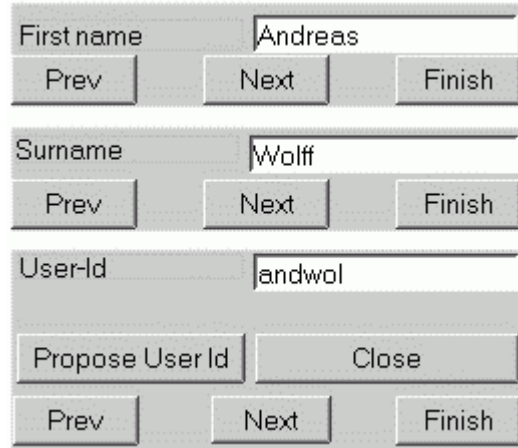 First name Andreas
Prev Next Finish
Surname Wolff
Prev Next Finish
User-Id andwol
Propose User Id Close
Prev Next Finish